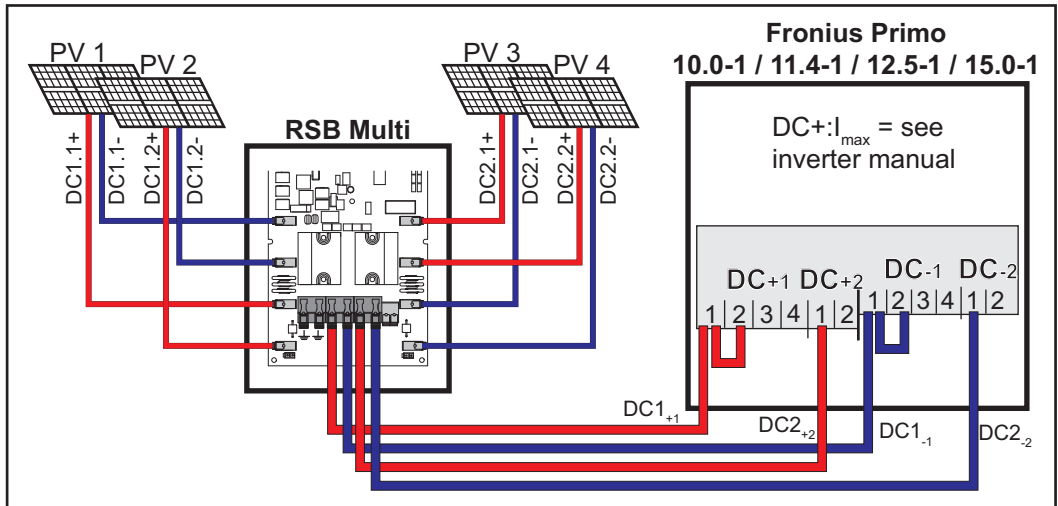 Fronius Primo
10.0-1 / 11.4-1 / 12.5-1 / 15.0-1
PV 1
PV 2
PV 3
PV 4
RSB Multi
DC+:Imax = see
inverter manual
DC1.1+
DC1.1-
DC1.2+
DC1.2-
DC2.1+
DC2.1-
DC2.2+
DC2.2-
DC+1 DC+2 DC-1 DC-2
1 2 3 4 1 2 1 2 3 4 1 2
DC1+1
DC2+2
DC1-1
DC2-2